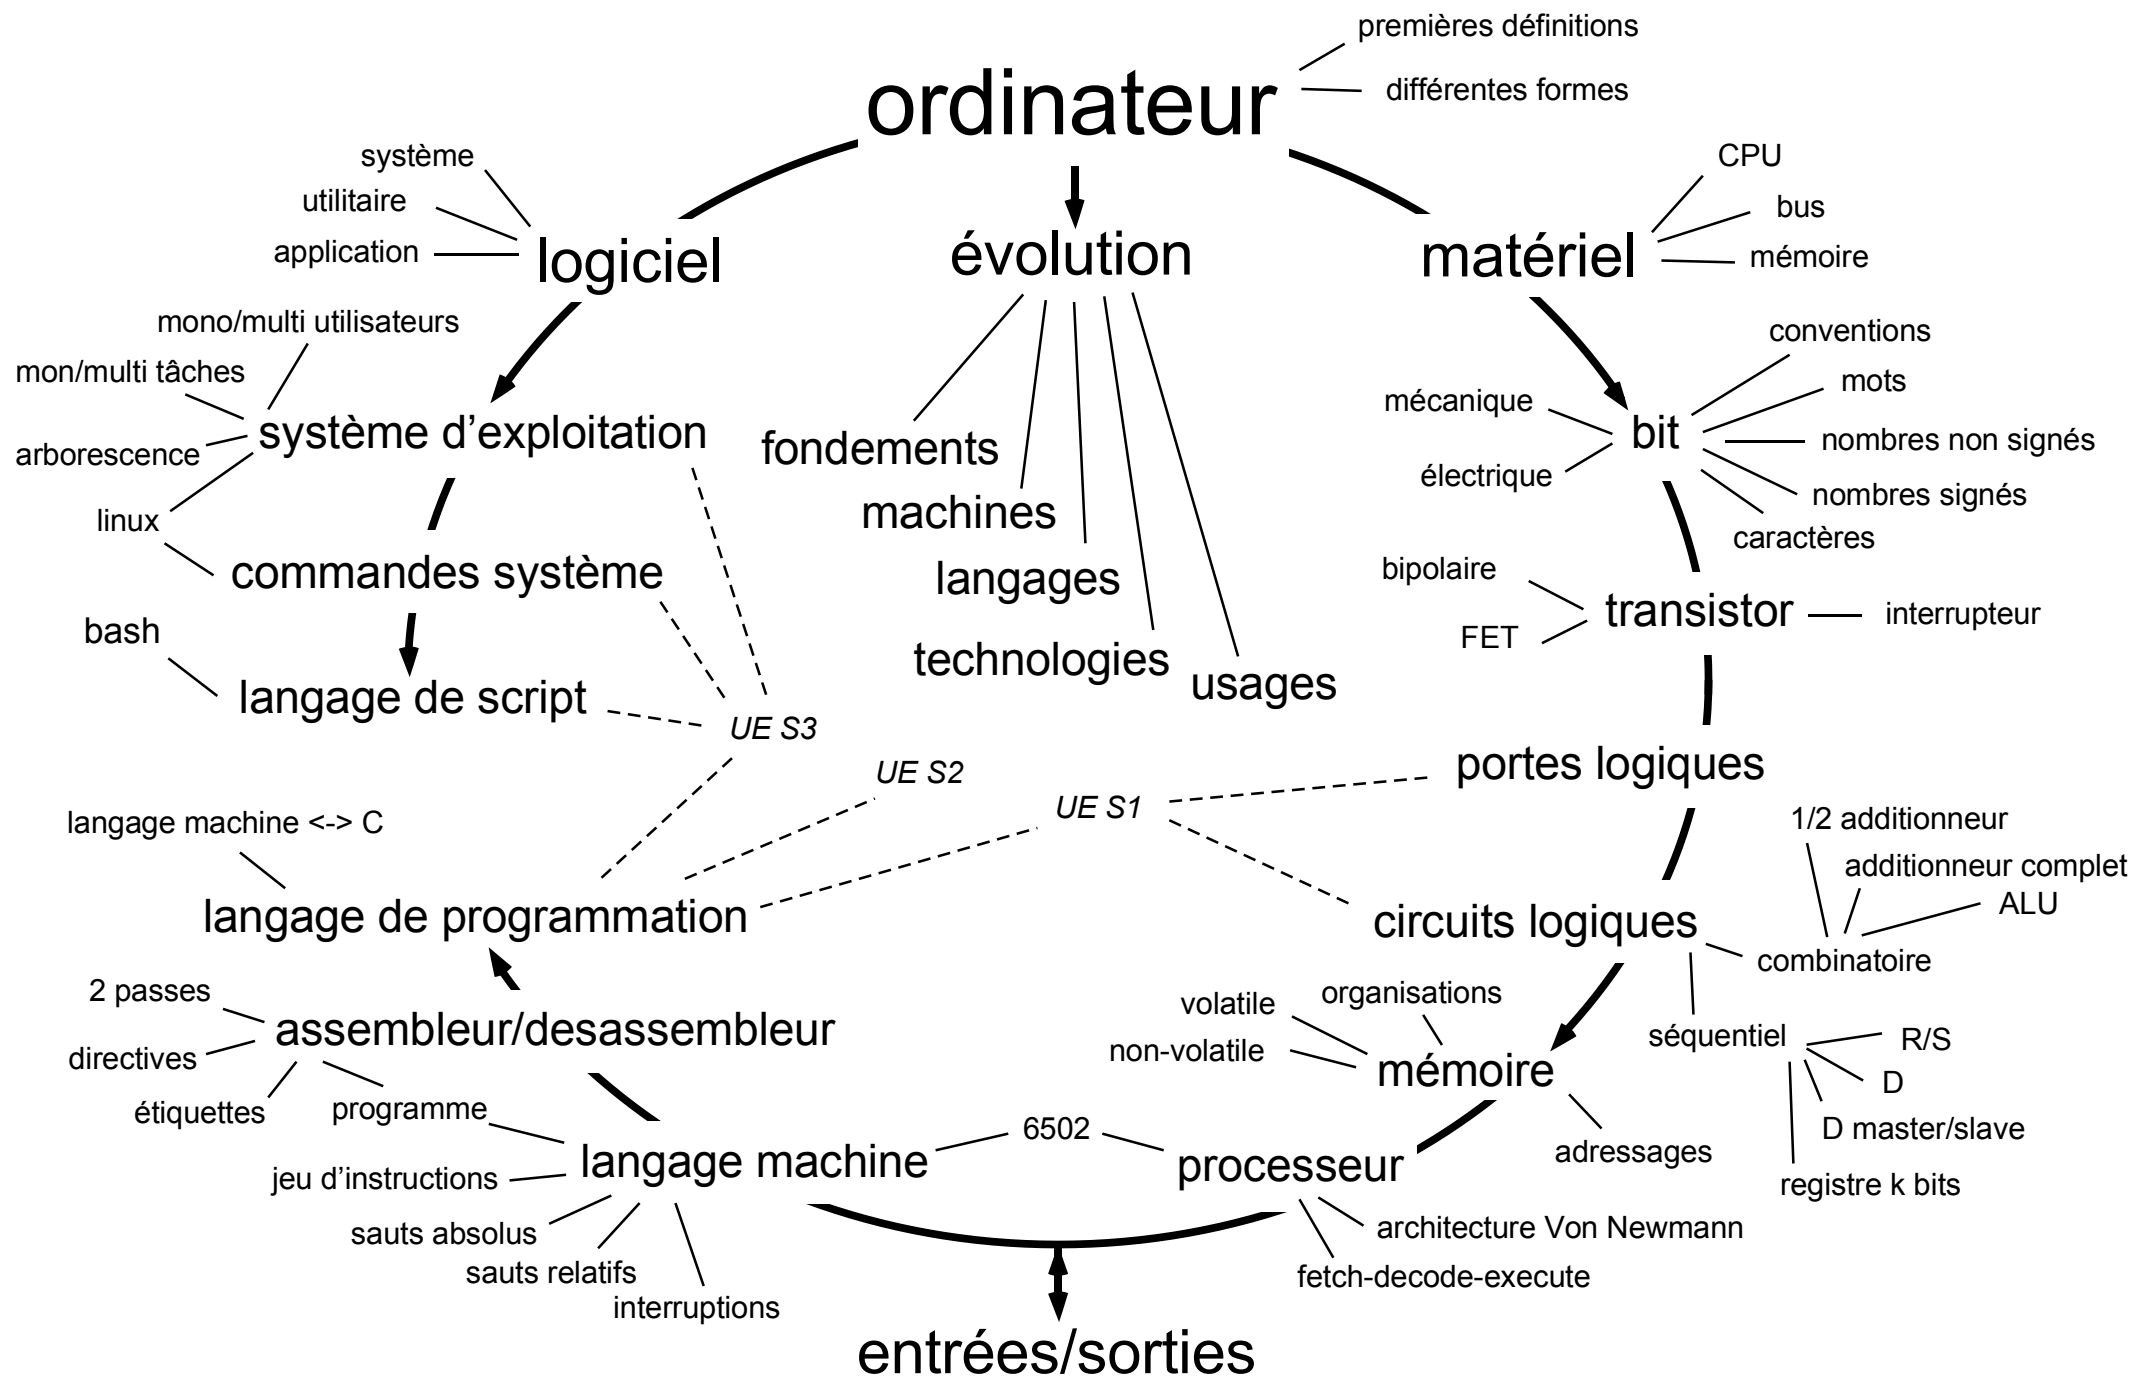 premières définitions
ordinateur
différentes formes
système
utilitaire
application
logiciel
évolution
matériel
CPU
bus
mémoire
mono/multi utilisateurs
mon/multi tâches
arborescence
système d'exploitation
linux
commandes système
bash
langage de script
fondements
machines
langages
technologies
usages
conventions
mots
mécanique
bit
nombres non signés
électrique
nombres signés
caractères
bipolaire
transistor
interrupteur
FET
UE S3
UE S2
UE S1
portes logiques
langage machine <-> C
langage de programmation
1/2 additionneur
additionneur complet
ALU
circuits logiques
combinatoire
2 passes
assembleur/desassembleur
directives
étiquettes
programme
volatile
organisations
non-volatile
mémoire
séquentiel
R/S
D
D master/slave
registre k bits
adressages
6502
langage machine
processeur
jeu d'instructions
sauts absolus
sauts relatifs
interruptions
architecture Von Newmann
fetch-decode-execute
entrées/sorties